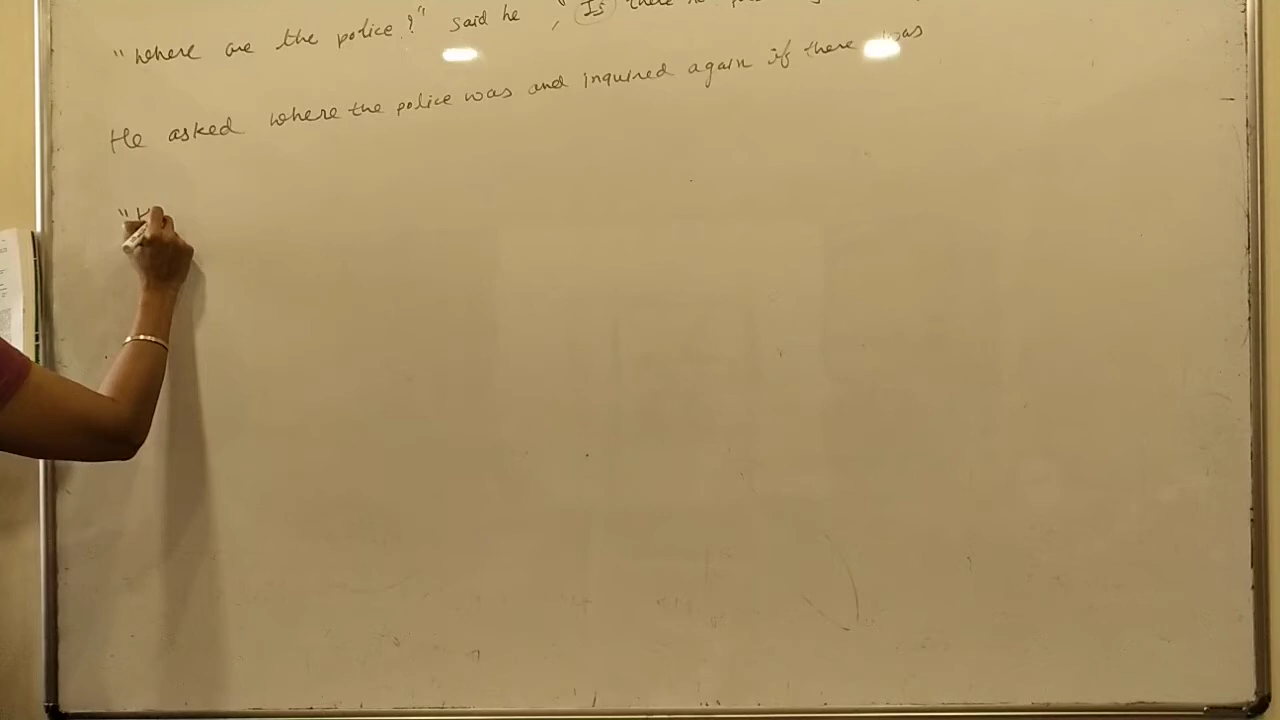 "Where are the police?" said he, "Is there no
He asked where the police was and inquired again if there was
"